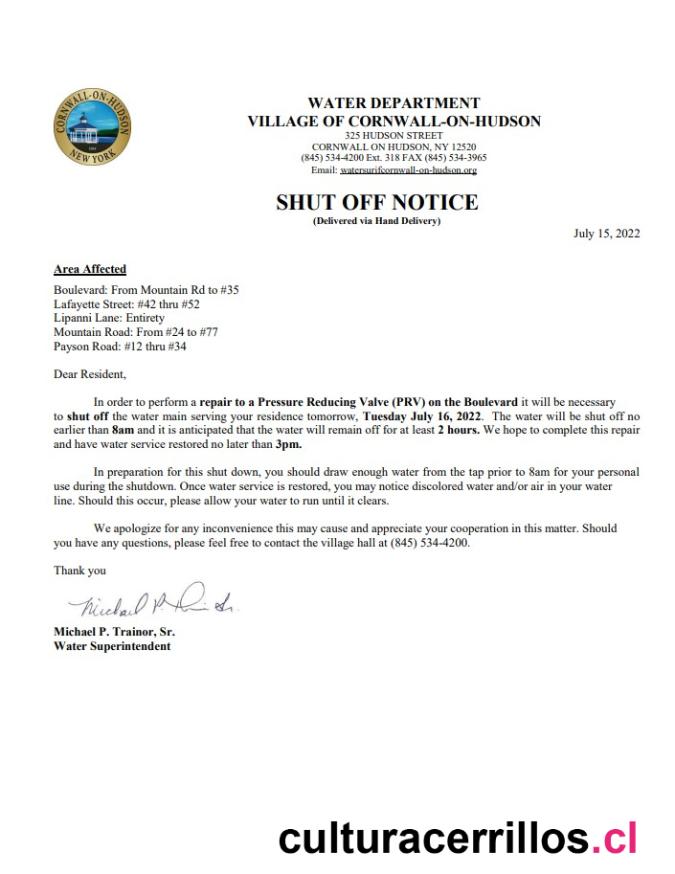 CORNWALL-ON-HUDSON
NEW YORK
WATER DEPARTMENT
VILLAGE OF CORNWALL-ON-HUDSON
325 HUDSON STREET
CORNWALL ON HUDSON, NY 12520
(845) 534-4200 Ext. 318 FAX (845) 534-3965
Email: watersurifcornwall-on-hudson.org
SHUT OFF NOTICE
(Delivered via Hand Delivery)
July 15, 2022
Area Affected
Boulevard: From Mountain Rd to #35
Lafayette Street: #42 thru #52
Lipanni Lane: Entirety
Mountain Road: From #24 to #77
Payson Road: #12 thru #34
Dear Resident,
In order to perform a repair to a Pressure Reducing Valve (PRV) on the Boulevard it will be necessary
to shut off the water main serving your residence tomorrow, Tuesday July 16, 2022. The water will be shut off no
earlier than 8am and it is anticipated that the water will remain off for at least 2 hours. We hope to complete this repair
and have water service restored no later than 3pm.
In preparation for this shut down, you should draw enough water from the tap prior to 8am for your personal
use during the shutdown. Once water service is restored, you may notice discolored water and/or air in your water
line. Should this occur, please allow your water to run until it clears.
We apologize for any inconvenience this may cause and appreciate your cooperation in this matter. Should
you have any questions, please feel free to contact the village hall at (845) 534-4200.
Thank you
Michael P.
Michael P. Trainor, Sr.
Water Superintendent
culturacerrillos.cl